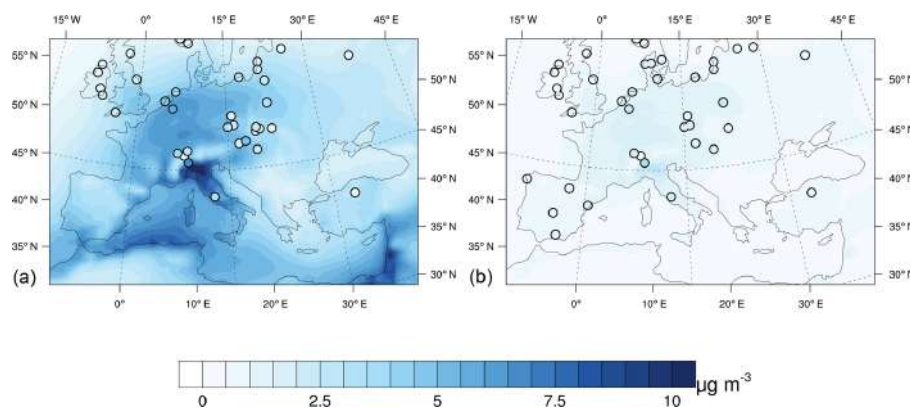 15° W 0° 15° E 30° E 45° E 15° W 0° 15° E 30° E 45° E
55° N 50° N 55° N 50° N
50° N 45° N 50° N 45° N
45° N 40° N 45° N 40° N
40° N 35° N 40° N 35° N
35° N 30° N 35° N 30° N
(a) (b)
0° 10° E 20° E 30° E 0° 10° E 20° E 30° E
µg m⁻³
0 2.5 5 7.5 10